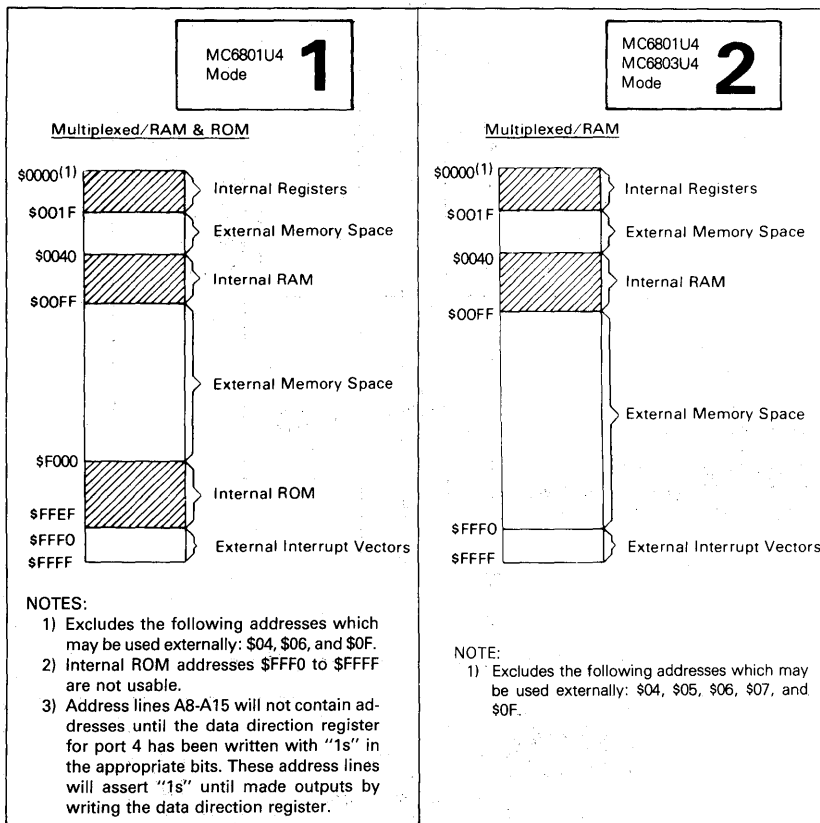 MC6801U4
Mode
1
Multiplexed/RAM & ROM
$0000(1)
Internal Registers
$001F
External Memory Space
$0040
Internal RAM
$00FF
External Memory Space
$F000
Internal ROM
$FFEF
$FFF0
External Interrupt Vectors
$FFFF
NOTES:
1) Excludes the following addresses which
may be used externally: $04, $06, and $0F.
2) Internal ROM addresses $FFF0 to $FFFF
are not usable.
3) Address lines A8-A15 will not contain ad-
dresses until the data direction register
for port 4 has been written with "1s" in
the appropriate bits. These address lines
will assert "1s" until made outputs by
writing the data direction register.
MC6801U4
MC6803U4
Mode
2
Multiplexed/RAM
$0000(1)
Internal Registers
$001F
External Memory Space
$0040
Internal RAM
$00FF
External Memory Space
$FFF0
External Interrupt Vectors
$FFFF
NOTE:
1) Excludes the following addresses which may
be used externally: $04, $05, $06, $07, and
$0F.